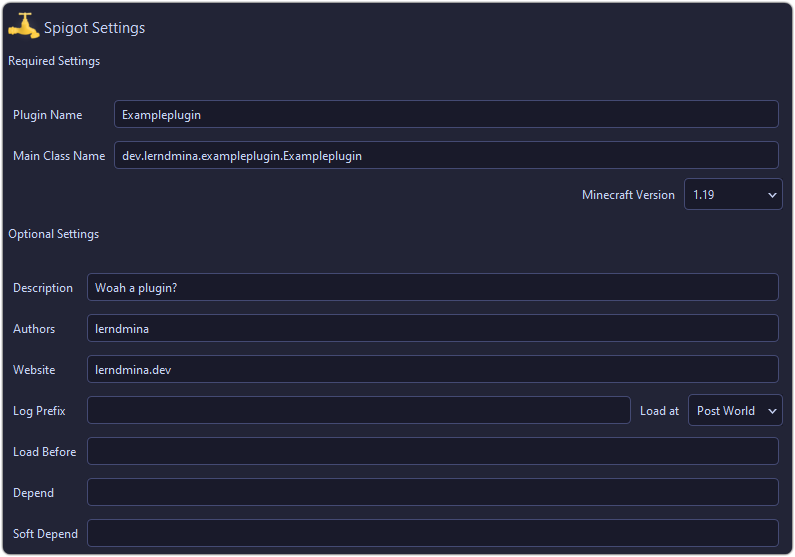 Spigot Settings
Required Settings
Plugin Name Exampleplugin
Main Class Name dev.lerndmina.exampleplugin.Exampleplugin
Minecraft Version 1.19
Optional Settings
Description Woah a plugin?
Authors lerndmina
Website lerndmina.dev
Log Prefix Load at Post World
Load Before
Depend
Soft Depend